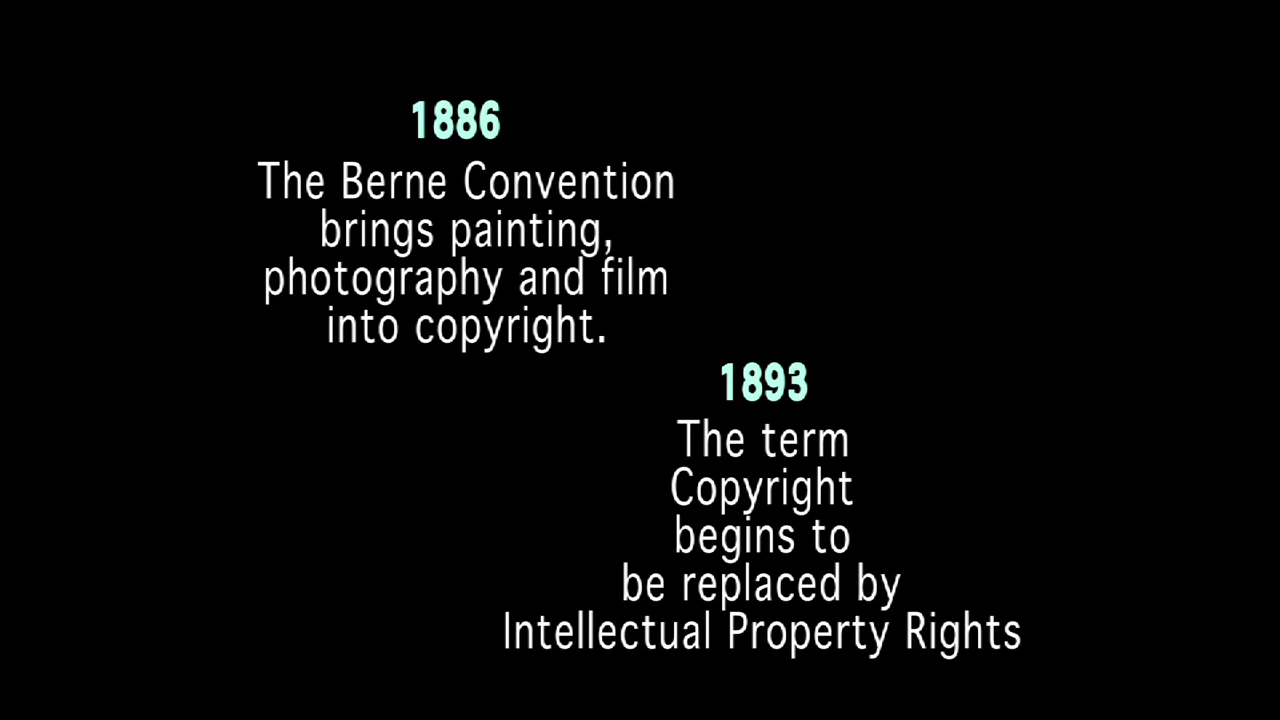 1886
The Berne Convention
brings painting,
photography and film
into copyright.
1893
The term
Copyright
begins to
be replaced by
Intellectual Property Rights